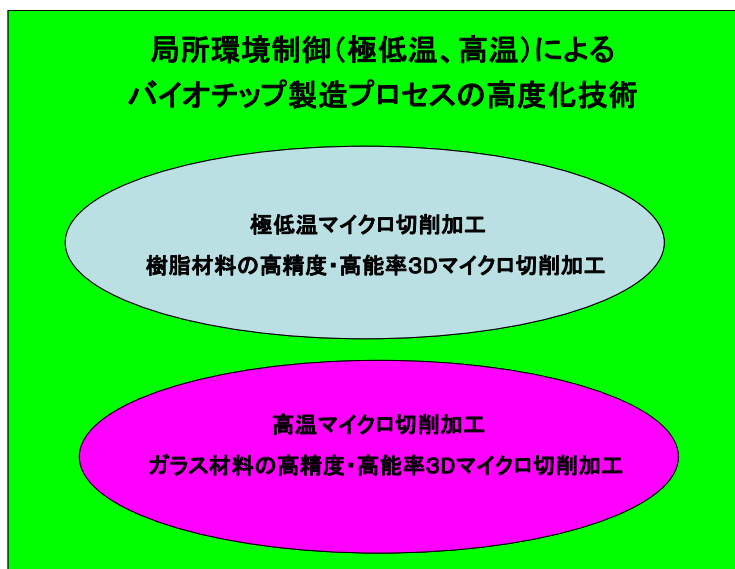 局所環境制御（極低温、高温）による
バイオチップ製造プロセスの高度化技術
極低温マイクロ切削加工
樹脂材料の高精度・高能率3Dマイクロ切削加工
高温マイクロ切削加工
ガラス材料の高精度・高能率3Dマイクロ切削加工